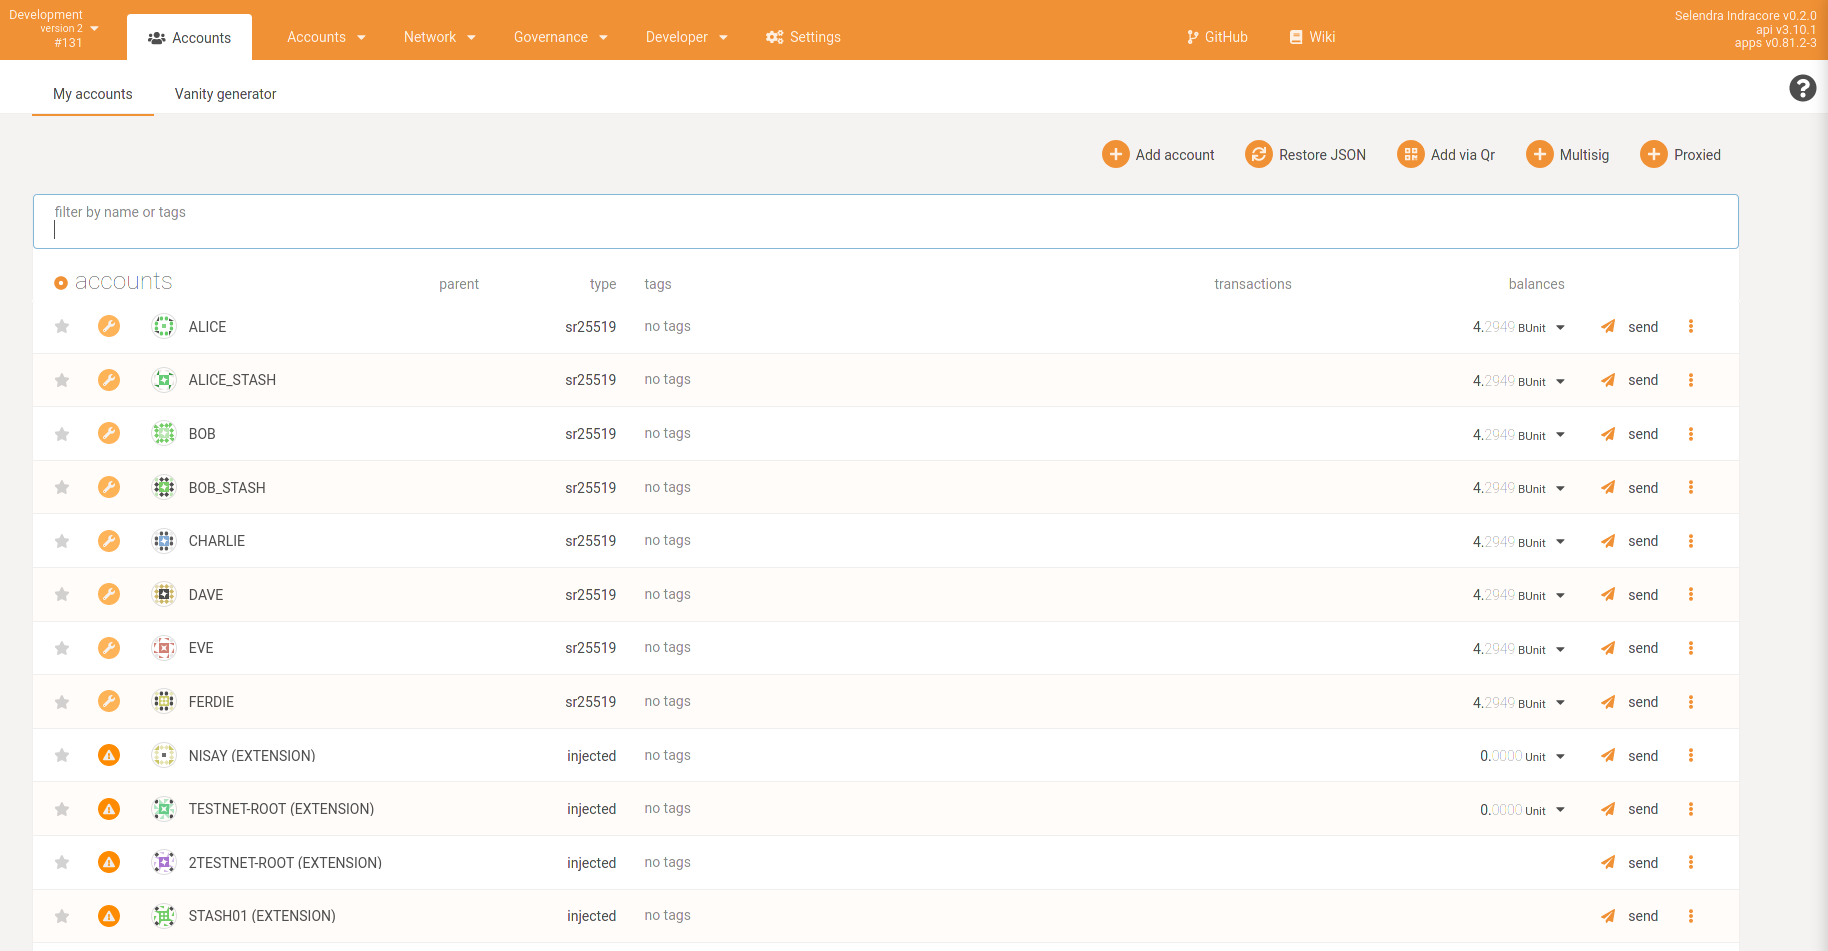 Development
version 2
#131
Accounts
Accounts
Network
Governance
Developer
Settings
GitHub
Wiki
Selendra Indracore v0.2.0
api v3.10.1
apps v0.81.2-3
My accounts
Vanity generator
Add account
Restore JSON
Add via Qr
Multisig
Proxied
filter by name or tags
accounts parent type tags transactions balances
ALICE sr25519 no tags 4.2949 BUnit send
ALICE_STASH sr25519 no tags 4.2949 BUnit send
BOB sr25519 no tags 4.2949 BUnit send
BOB_STASH sr25519 no tags 4.2949 BUnit send
CHARLIE sr25519 no tags 4.2949 BUnit send
DAVE sr25519 no tags 4.2949 BUnit send
EVE sr25519 no tags 4.2949 BUnit send
FERDIE sr25519 no tags 4.2949 BUnit send
NISAY (EXTENSION) injected no tags 0.0000 Unit send
TESTNET-ROOT (EXTENSION) injected no tags 0.0000 Unit send
2TESTNET-ROOT (EXTENSION) injected no tags send
STASH01 (EXTENSION) injected no tags send